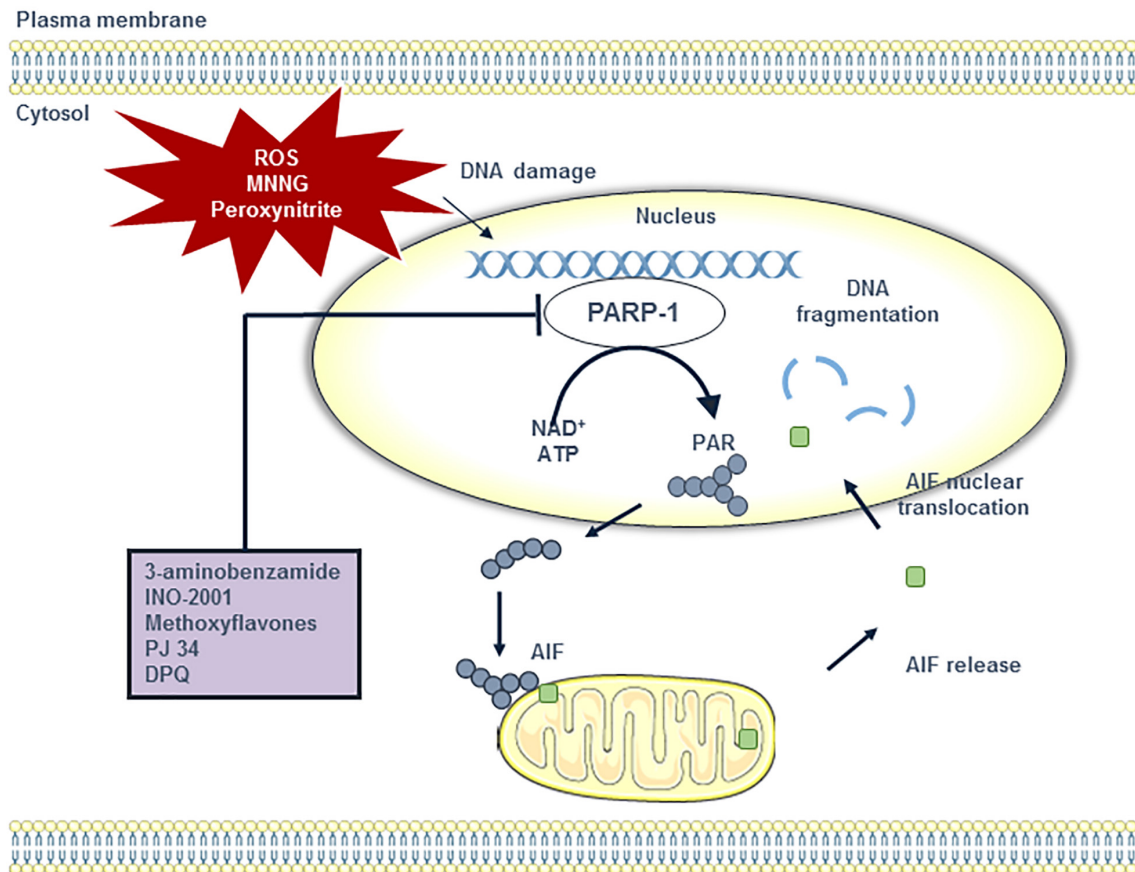 Plasma membrane
Cytosol
ROS
MNNG
Peroxynitrite
DNA damage
Nucleus
PARP-1
DNA
fragmentation
NAD⁺
ATP
PAR
AIF nuclear
translocation
3-aminobenzamide
INO-2001
Methoxyflavones
PJ 34
DPQ
AIF
AIF release